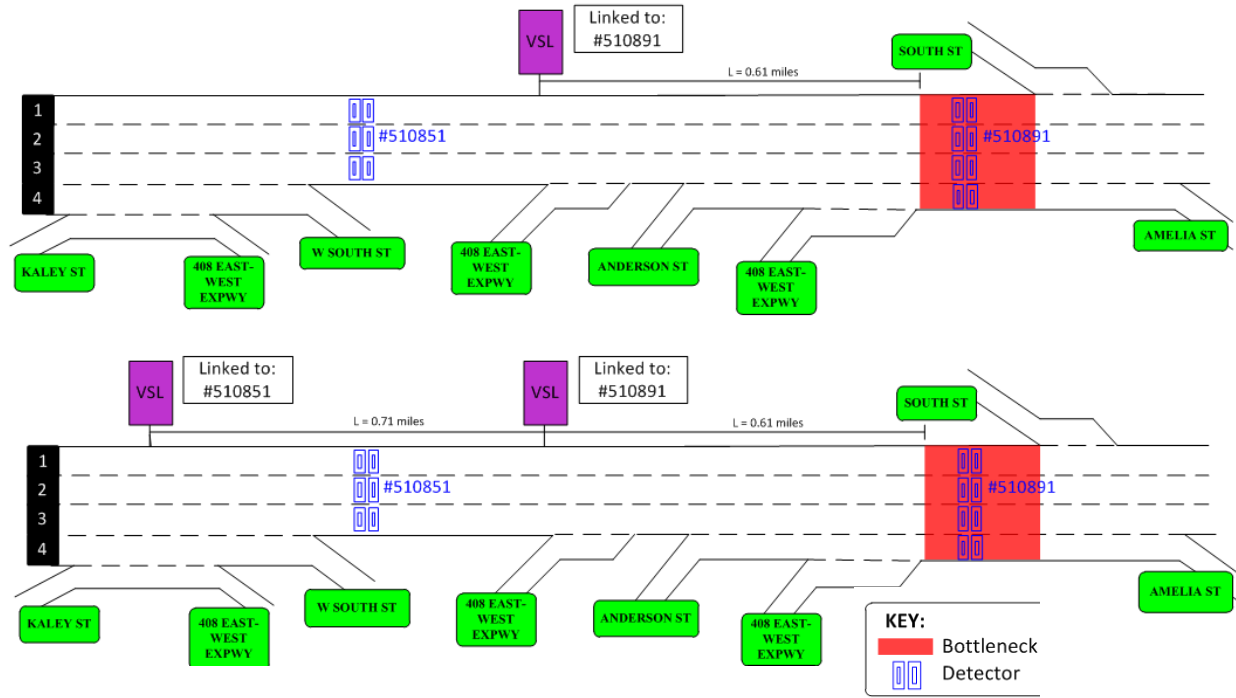 VSL
Linked to:
#510891
L = 0.61 miles
SOUTH ST
1
2
3
4
#510851
#510891
KALEY ST
408 EAST-
WEST
EXPWY
W SOUTH ST
408 EAST-
WEST
EXPWY
ANDERSON ST
408 EAST-
WEST
EXPWY
AMELIA ST
VSL
Linked to:
#510851
VSL
Linked to:
#510891
L = 0.71 miles
L = 0.61 miles
SOUTH ST
1
2
3
4
#510851
#510891
KALEY ST
408 EAST-
WEST
EXPWY
W SOUTH ST
408 EAST-
WEST
EXPWY
ANDERSON ST
408 EAST-
WEST
EXPWY
AMELIA ST
KEY:
Bottleneck
Detector